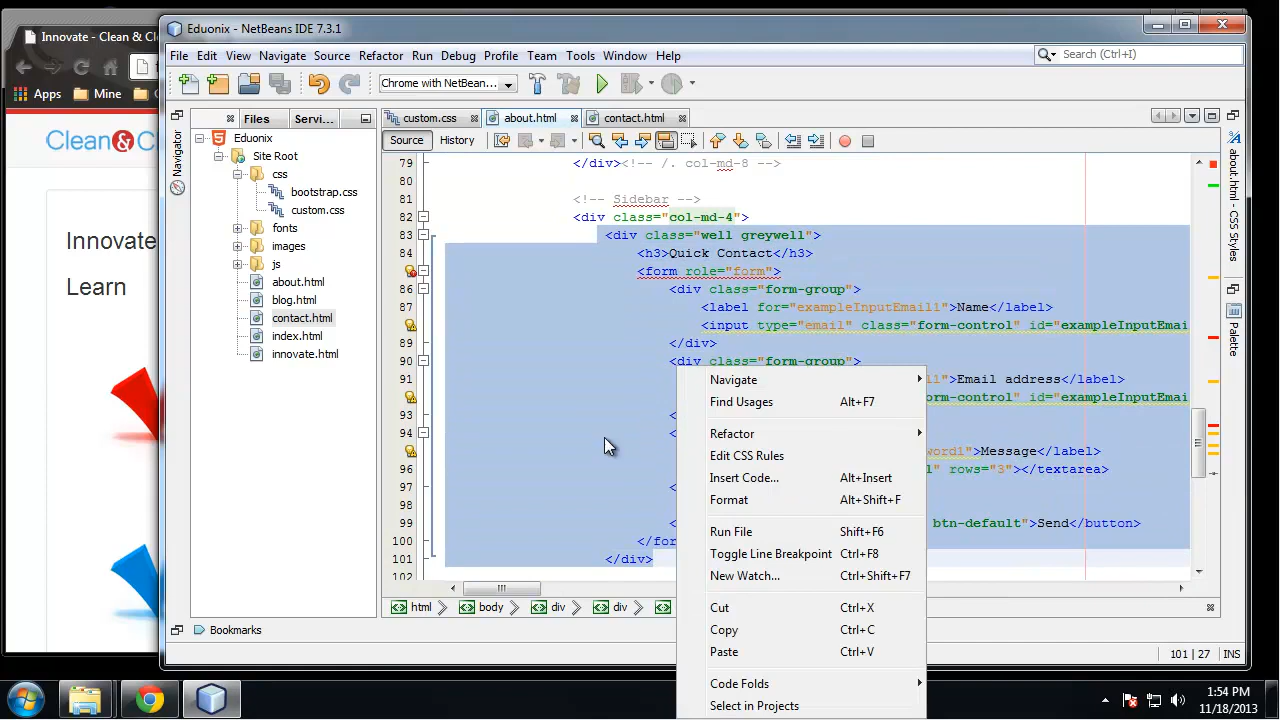 Innovate - Clean & Cl
Eduonix - NetBeans IDE 7.3.1
File Edit View Navigate Source Refactor Run Debug Profile Team Tools Window Help
Search (Ctrl+I)
Apps Mine
Chrome with NetBean...
Clean&C
Innovate
Learn
Navigator
Files Servi...
Eduonix
Site Root
css
bootstrap.css
custom.css
fonts
images
js
about.html
blog.html
contact.html
index.html
innovate.html
custom.css about.html contact.html
Source History
79 </div><!-- /. col-md-8 -->
80
81 <!-- Sidebar -->
82 <div class="col-md-4">
83 <div class="well greywell">
84 <h3>Quick Contact</h3>
<form role="form">
86 <div class="form-group">
87 <label for="exampleInputEmail1">Name</label>
<input type="email" class="form-control" id="exampleInputEmai
89 </div>
90 <div class="form-group">
91 1">Email address</label>
orm-control" id="exampleInputEmai
93 <
94 <
word1">Message</label>
96 1" rows="3"></textarea>
97 <
98
99 < btn-default">Send</button>
100 </for
101 </div>
102
Navigate
Find Usages Alt+F7
Refactor
Edit CSS Rules
Insert Code... Alt+Insert
Format Alt+Shift+F
Run File Shift+F6
Toggle Line Breakpoint Ctrl+F8
New Watch... Ctrl+Shift+F7
Cut Ctrl+X
Copy Ctrl+C
Paste Ctrl+V
Code Folds
Select in Projects
html body div div
about.html - CSS Styles
Palette
Bookmarks
101 | 27 INS
1:54 PM
11/18/2013